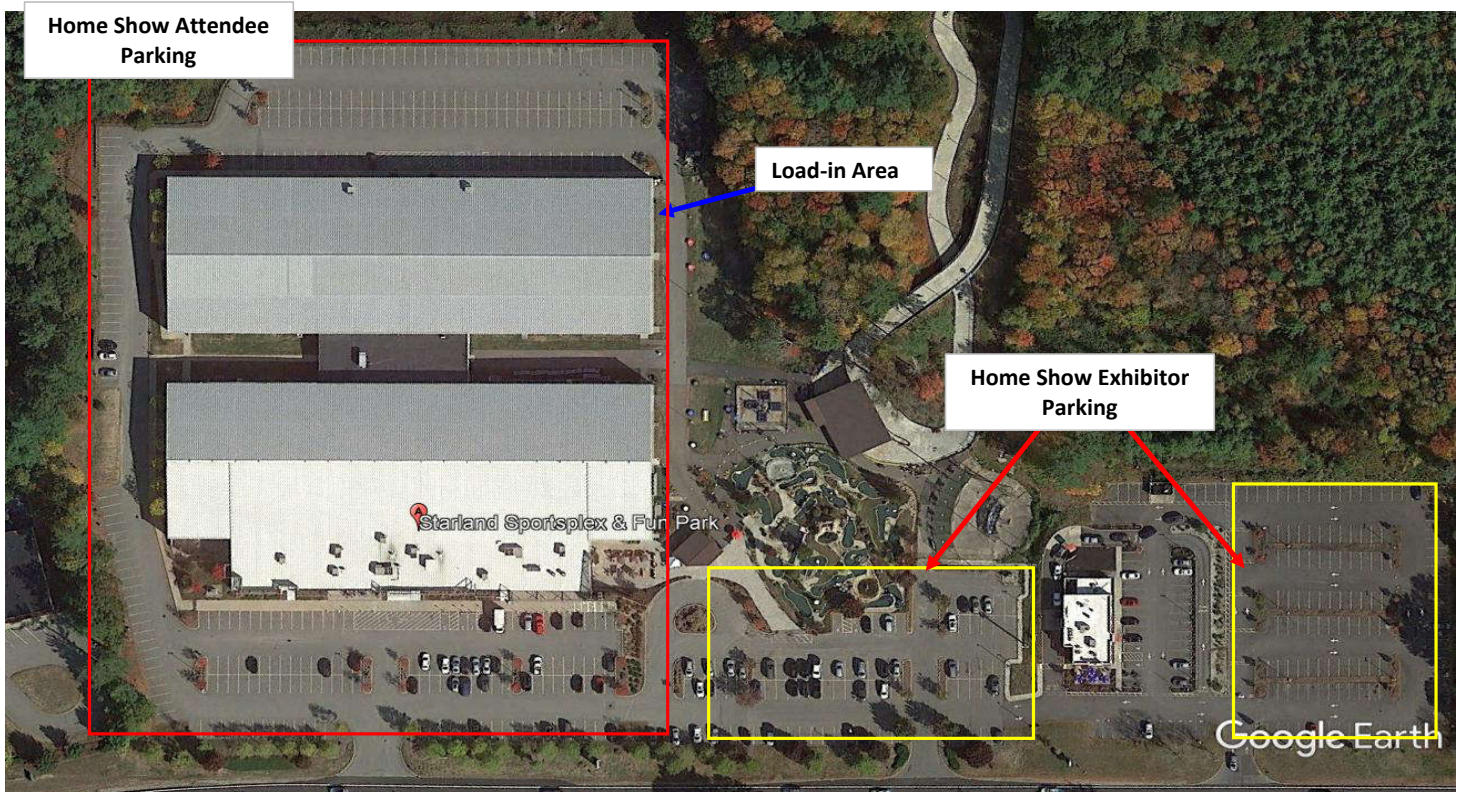 Home Show Attendee
Parking
Load-in Area
Home Show Exhibitor
Parking
A
Starland Sportsplex & Fun Park
Google Earth